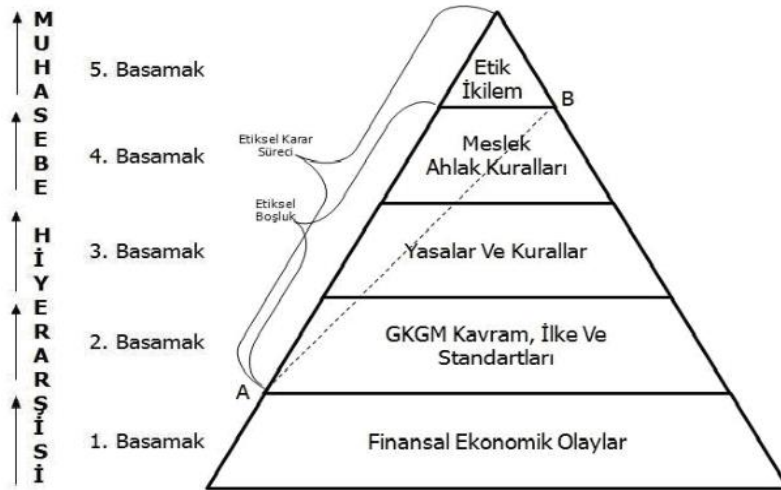 MUHASEBE HİYERARŞİSİ
5. Basamak
Etik
İkilem
B
Etiksel Karar
Süreci
4. Basamak
Meslek
Ahlak Kuralları
Etiksel
Boşluk
3. Basamak
Yasalar Ve Kurallar
2. Basamak
GKGM Kavram, İlke Ve
Standartları
A
1. Basamak
Finansal Ekonomik Olaylar